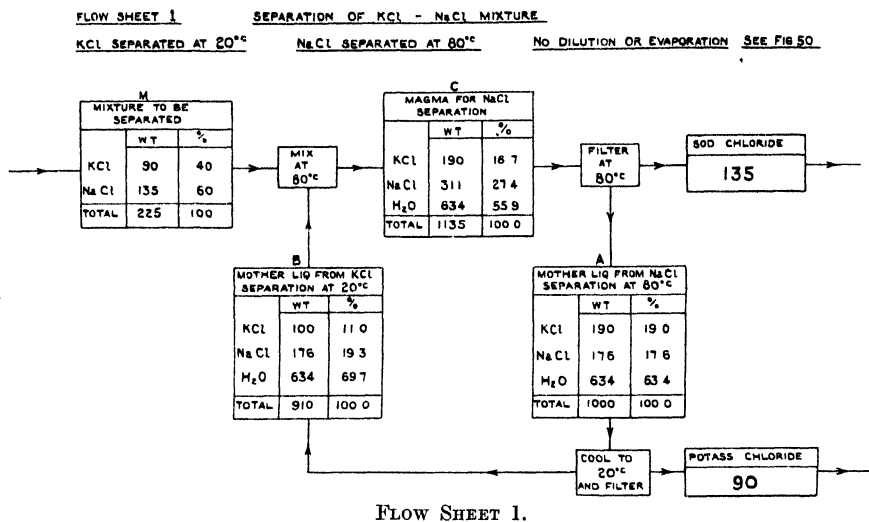 FLOW SHEET 1 SEPARATION OF KCl - NaCl MIXTURE
KCl SEPARATED AT 20°C NaCl SEPARATED AT 80°C NO DILUTION OR EVAPORATION SEE FIG 50
M
MIXTURE TO BE
SEPARATED
WT %
KCl 90 40
NaCl 135 60
TOTAL 225 100
MIX
AT
80°C
C
MAGMA FOR NaCl
SEPARATION
WT %
KCl 190 16 7
NaCl 311 27 4
H2O 634 55 9
TOTAL 1135 100 0
FILTER
AT
80°C
SOD CHLORIDE
135
B
MOTHER LIQ FROM KCl
SEPARATION AT 20°C
WT %
KCl 100 11 0
NaCl 176 19 3
H2O 634 69 7
TOTAL 910 100 0
A
MOTHER LIQ FROM NaCl
SEPARATION AT 80°C
WT %
KCl 190 19 0
NaCl 176 17 6
H2O 634 63 4
TOTAL 1000 100 0
COOL TO
20°C
AND FILTER
POTASS CHLORIDE
90
FLOW SHEET 1.